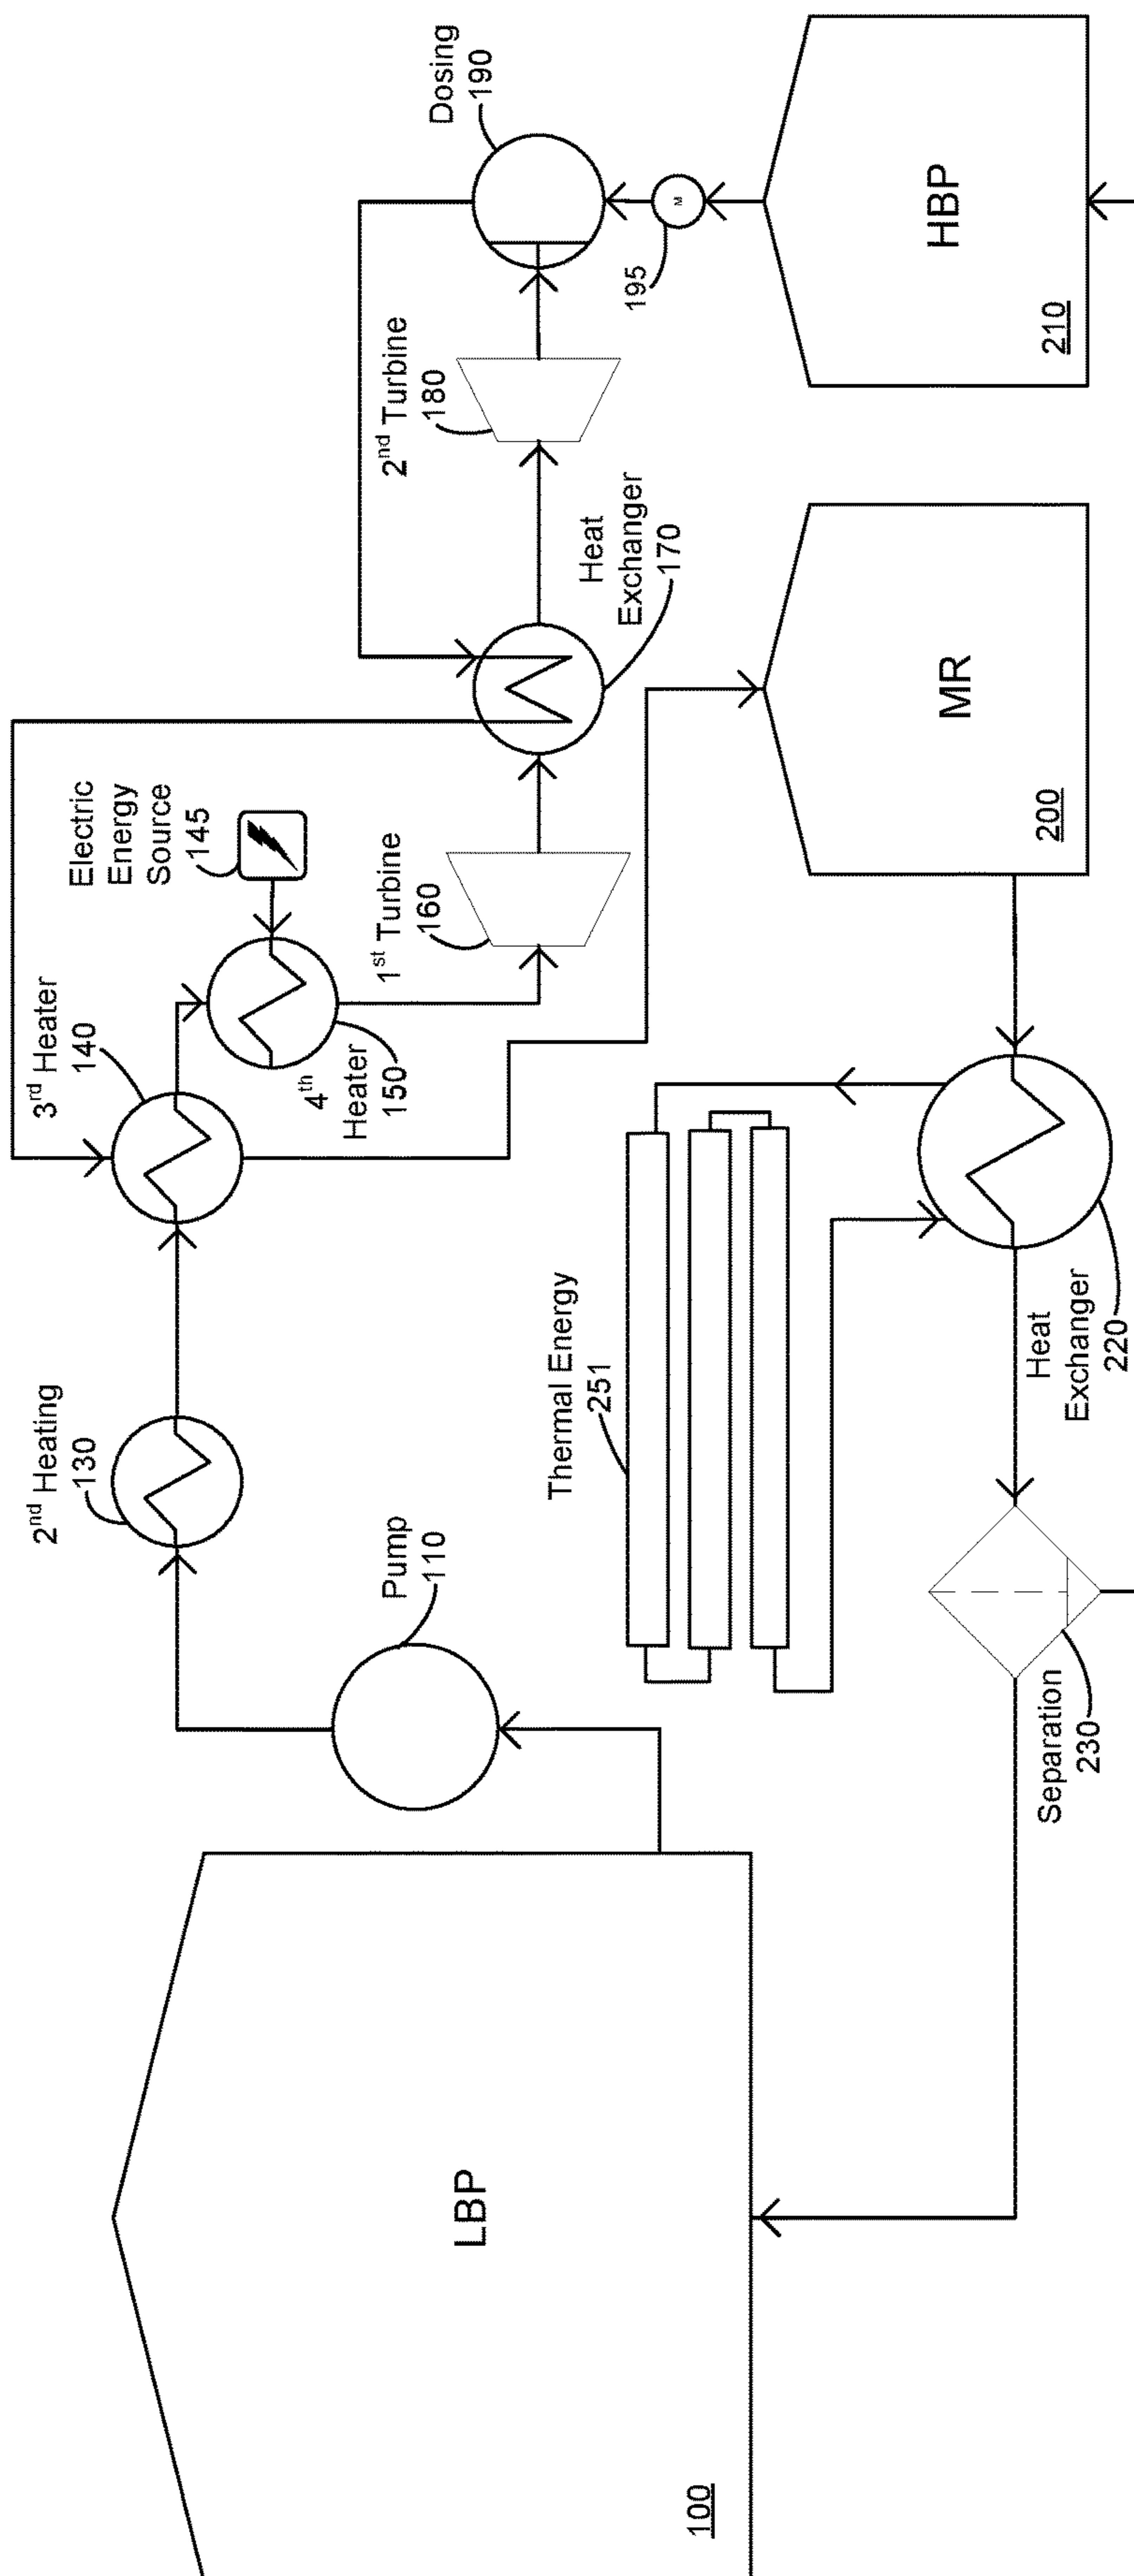 LBP
100
Pump
110
2nd Heating
130
3rd Heater
140
Electric
Energy
Source
145
4th
Heater
150
1st Turbine
160
Heat
Exchanger
170
2nd Turbine
180
Dosing
190
M
195
HBP
210
MR
200
Thermal Energy
251
Heat
Exchanger
220
Separation
230